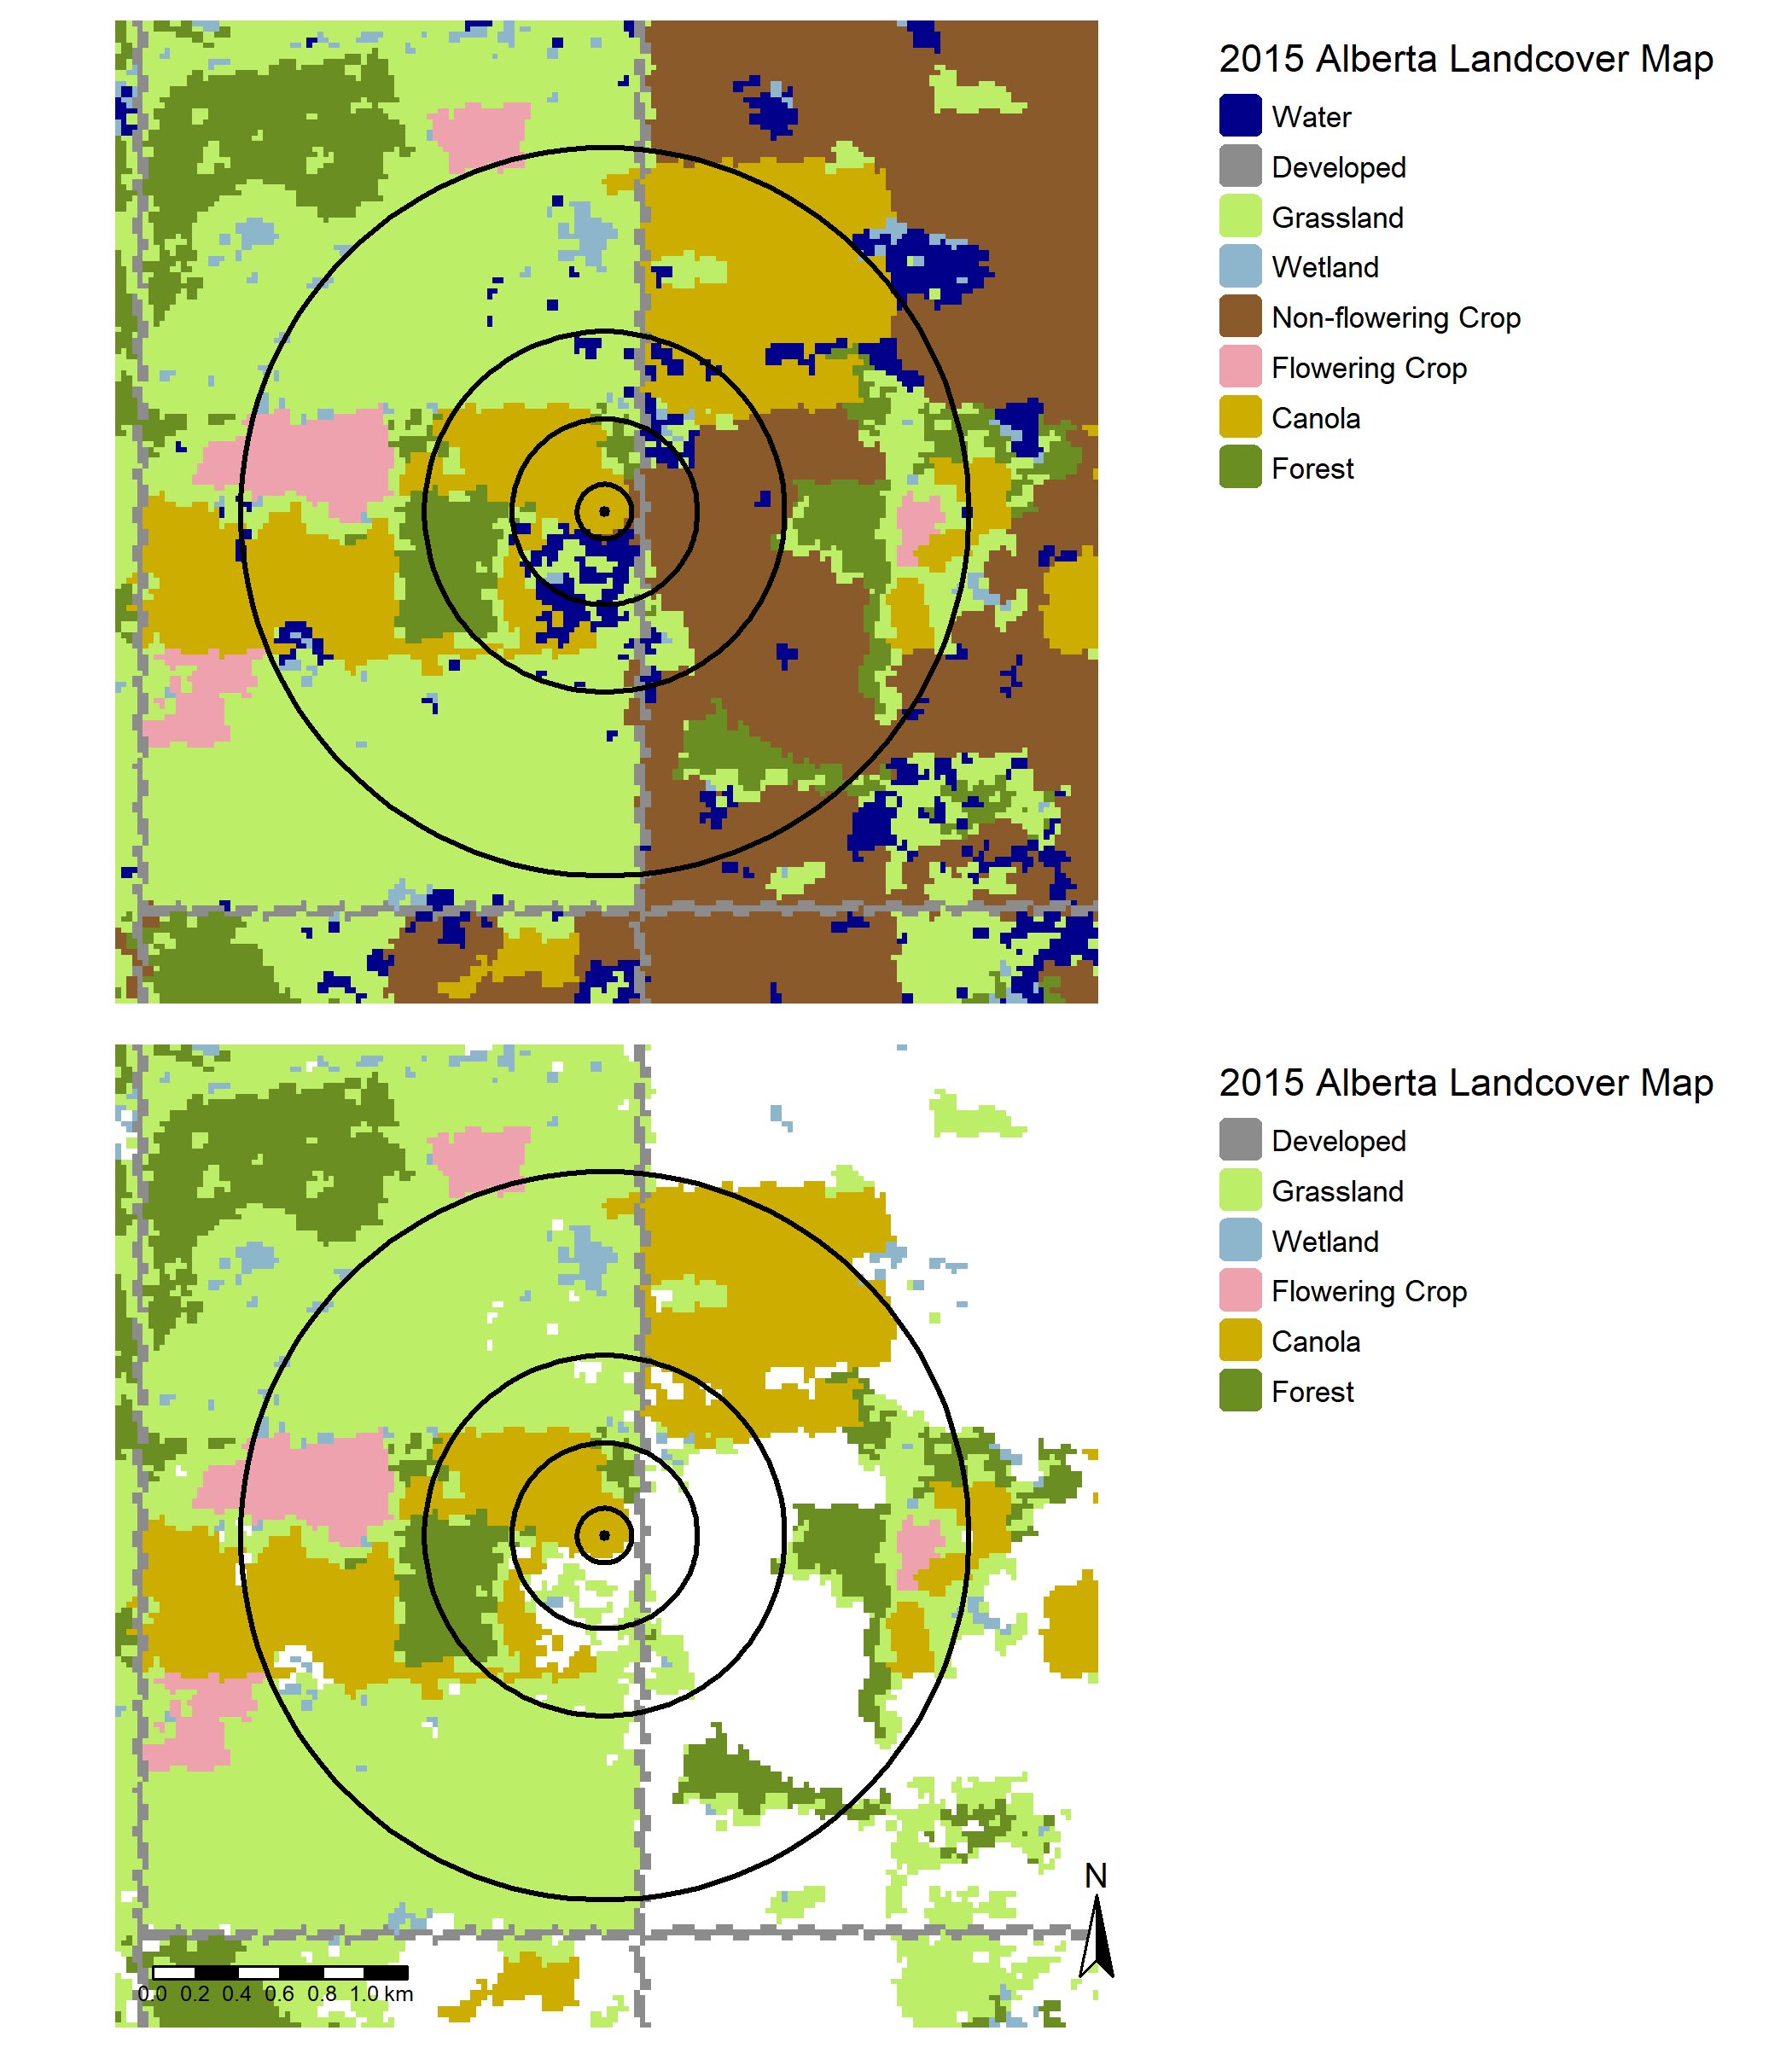 2015 Alberta Landcover Map
Water
Developed
Grassland
Wetland
Non-flowering Crop
Flowering Crop
Canola
Forest
2015 Alberta Landcover Map
Developed
Grassland
Wetland
Flowering Crop
Canola
Forest
N
0.0 0.2 0.4 0.6 0.8 1.0 km